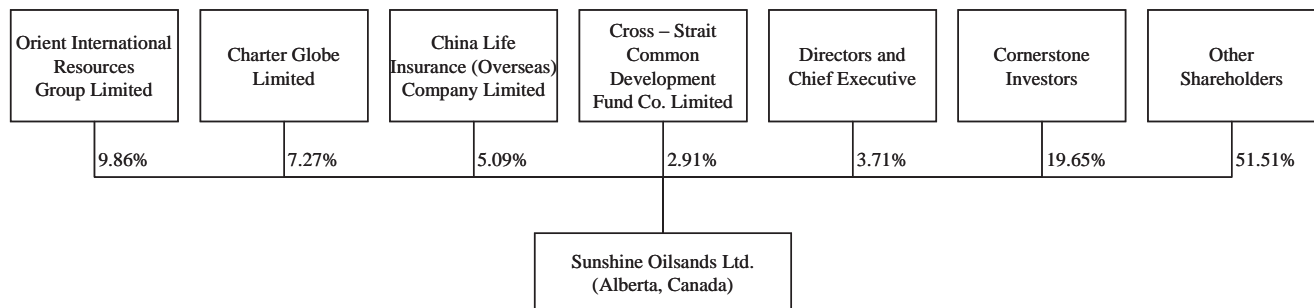 Orient International
Resources
Group Limited
Charter Globe
Limited
China Life
Insurance (Overseas)
Company Limited
Cross – Strait
Common
Development
Fund Co. Limited
Directors and
Chief Executive
Cornerstone
Investors
Other
Shareholders
9.86%
7.27%
5.09%
2.91%
3.71%
19.65%
51.51%
Sunshine Oilsands Ltd.
(Alberta, Canada)